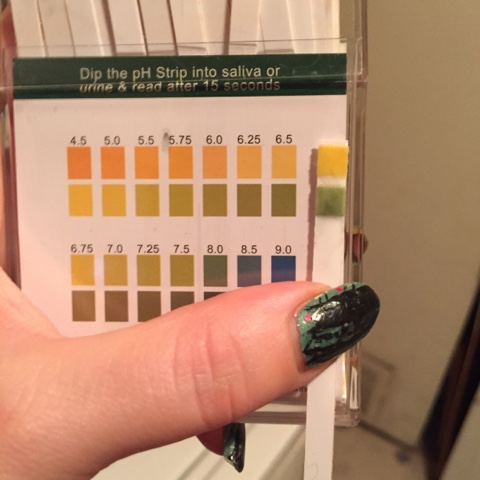 Dip the pH Strip into saliva or
urine & read after 15 seconds
4.5 5.0 5.5 5.75 6.0 6.25 6.5
6.75 7.0 7.25 7.5 8.0 8.5 9.0